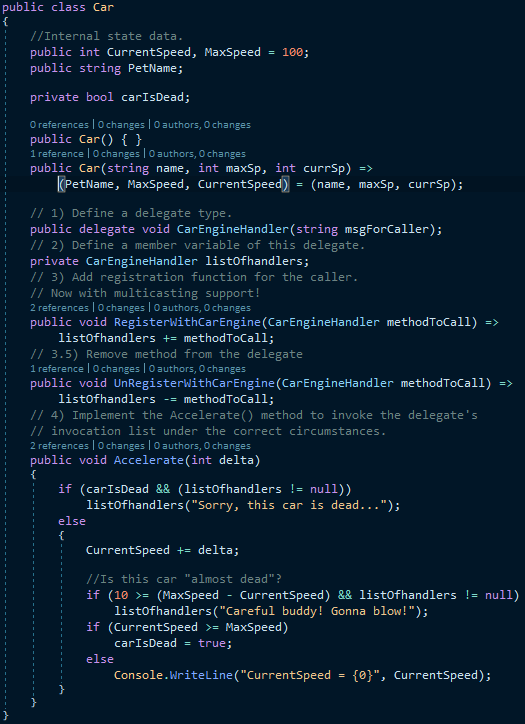 public class Car
{
//Internal state data.
public int CurrentSpeed, MaxSpeed = 100;
public string PetName;
private bool carIsDead;
0 references | 0 changes | 0 authors, 0 changes
public Car() { }
1 reference | 0 changes | 0 authors, 0 changes
public Car(string name, int maxSp, int currSp) =>
(PetName, MaxSpeed, CurrentSpeed) = (name, maxSp, currSp);
// 1) Define a delegate type.
public delegate void CarEngineHandler(string msgForCaller);
// 2) Define a member variable of this delegate.
private CarEngineHandler listOfhandlers;
// 3) Add registration function for the caller.
// Now with multicasting support!
2 references | 0 changes | 0 authors, 0 changes
public void RegisterWithCarEngine(CarEngineHandler methodToCall) =>
listOfhandlers += methodToCall;
// 3.5) Remove method from the delegate
1 reference | 0 changes | 0 authors, 0 changes
public void UnRegisterWithCarEngine(CarEngineHandler methodToCall) =>
listOfhandlers -= methodToCall;
// 4) Implement the Accelerate() method to invoke the delegate's
// invocation list under the correct circumstances.
2 references | 0 changes | 0 authors, 0 changes
public void Accelerate(int delta)
{
if (carIsDead && (listOfhandlers != null))
listOfhandlers("Sorry, this car is dead...");
else
{
CurrentSpeed += delta;
//Is this car "almost dead"?
if (10 >= (MaxSpeed - CurrentSpeed) && listOfhandlers != null)
listOfhandlers("Careful buddy! Gonna blow!");
if (CurrentSpeed >= MaxSpeed)
carIsDead = true;
else
Console.WriteLine("CurrentSpeed = {0}", CurrentSpeed);
}
}
}